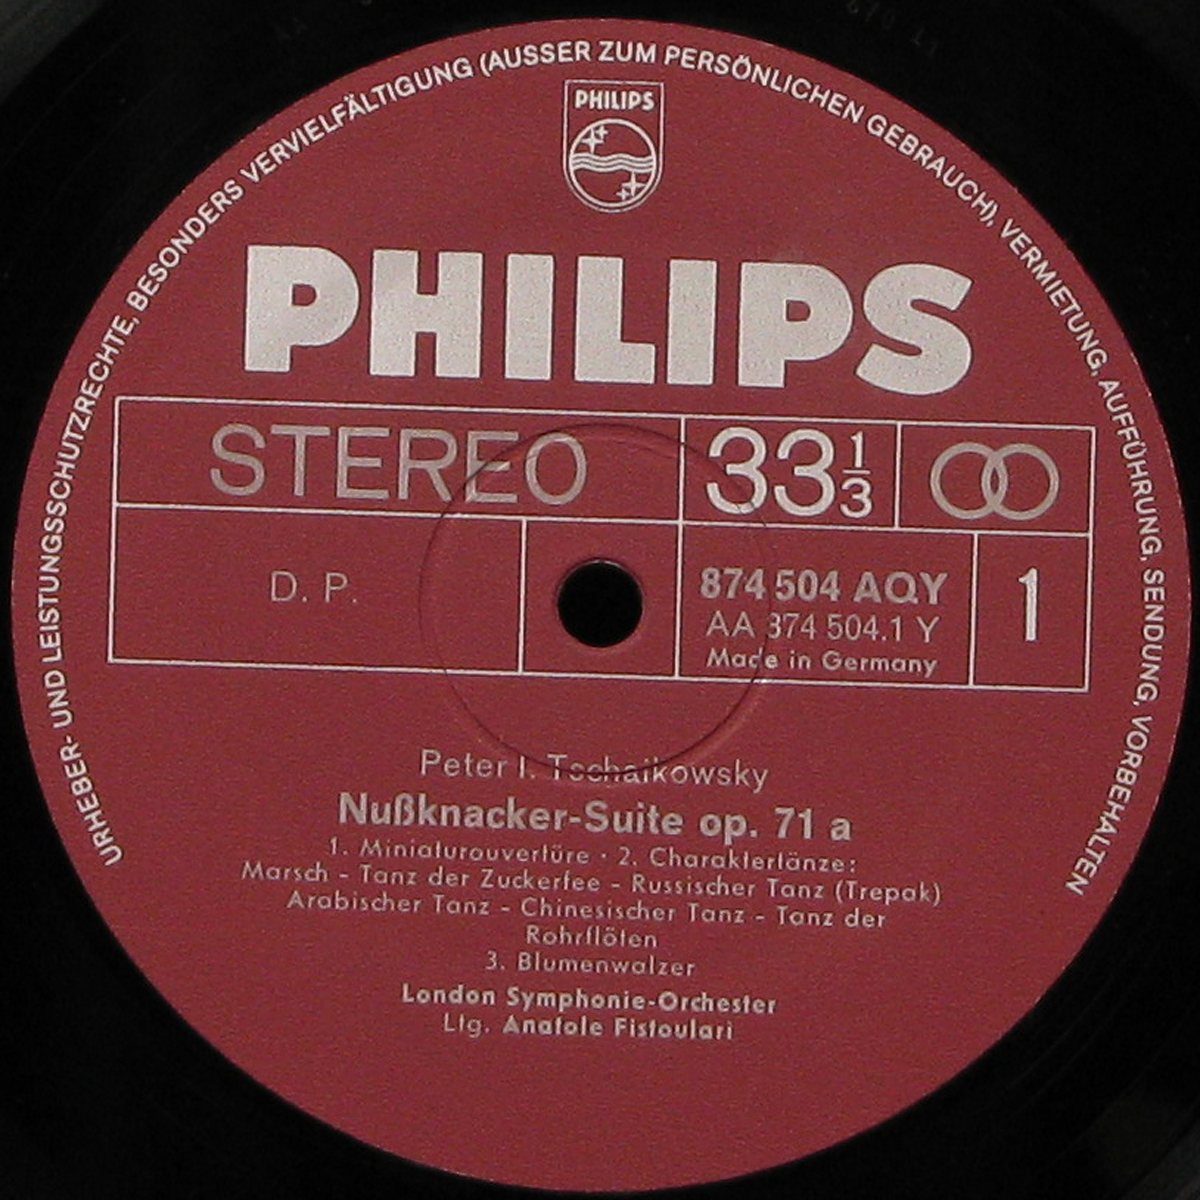 URHEBER- UND LEISTUNGSSCHUTZRECHTE, BESONDERS VERVIELFÄLTIGUNG (AUSSER ZUM PERSÖNLICHEN GEBRAUCH), VERMIETUNG, AUFFÜHRUNG, SENDUNG, VORBEHALTEN
PHILIPS
PHILIPS
STEREO
33 1/3
D. P.
874 504 AQY
AA 874 504.1 Y
Made in Germany
1
Peter I. Tschaikowsky
Nußknacker-Suite op. 71 a
1. Miniaturouvertüre · 2. Charaktertänze:
Marsch - Tanz der Zuckerfee - Russischer Tanz (Trepak)
Arabischer Tanz - Chinesischer Tanz - Tanz der
Rohrflöten
3. Blumenwalzer
London Symphonie-Orchester
Ltg. Anatole Fistoulari